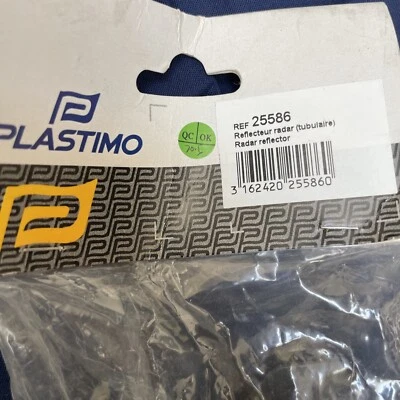 PLASTIMO
REF 25586
Reflecteur radar (tubulaire)
Radar reflector
3 162420 255860
QC OK